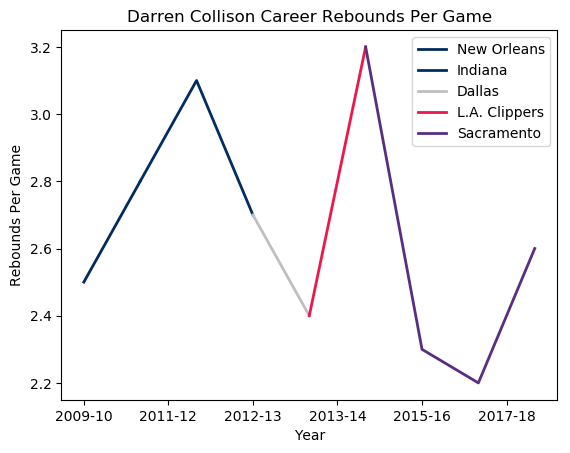 Darren Collison Career Rebounds Per Game
3.2
3.0
2.8
2.6
2.4
2.2
Rebounds Per Game
New Orleans
Indiana
Dallas
L.A. Clippers
Sacramento
2009-10 2011-12 2012-13 2013-14 2015-16 2017-18
Year